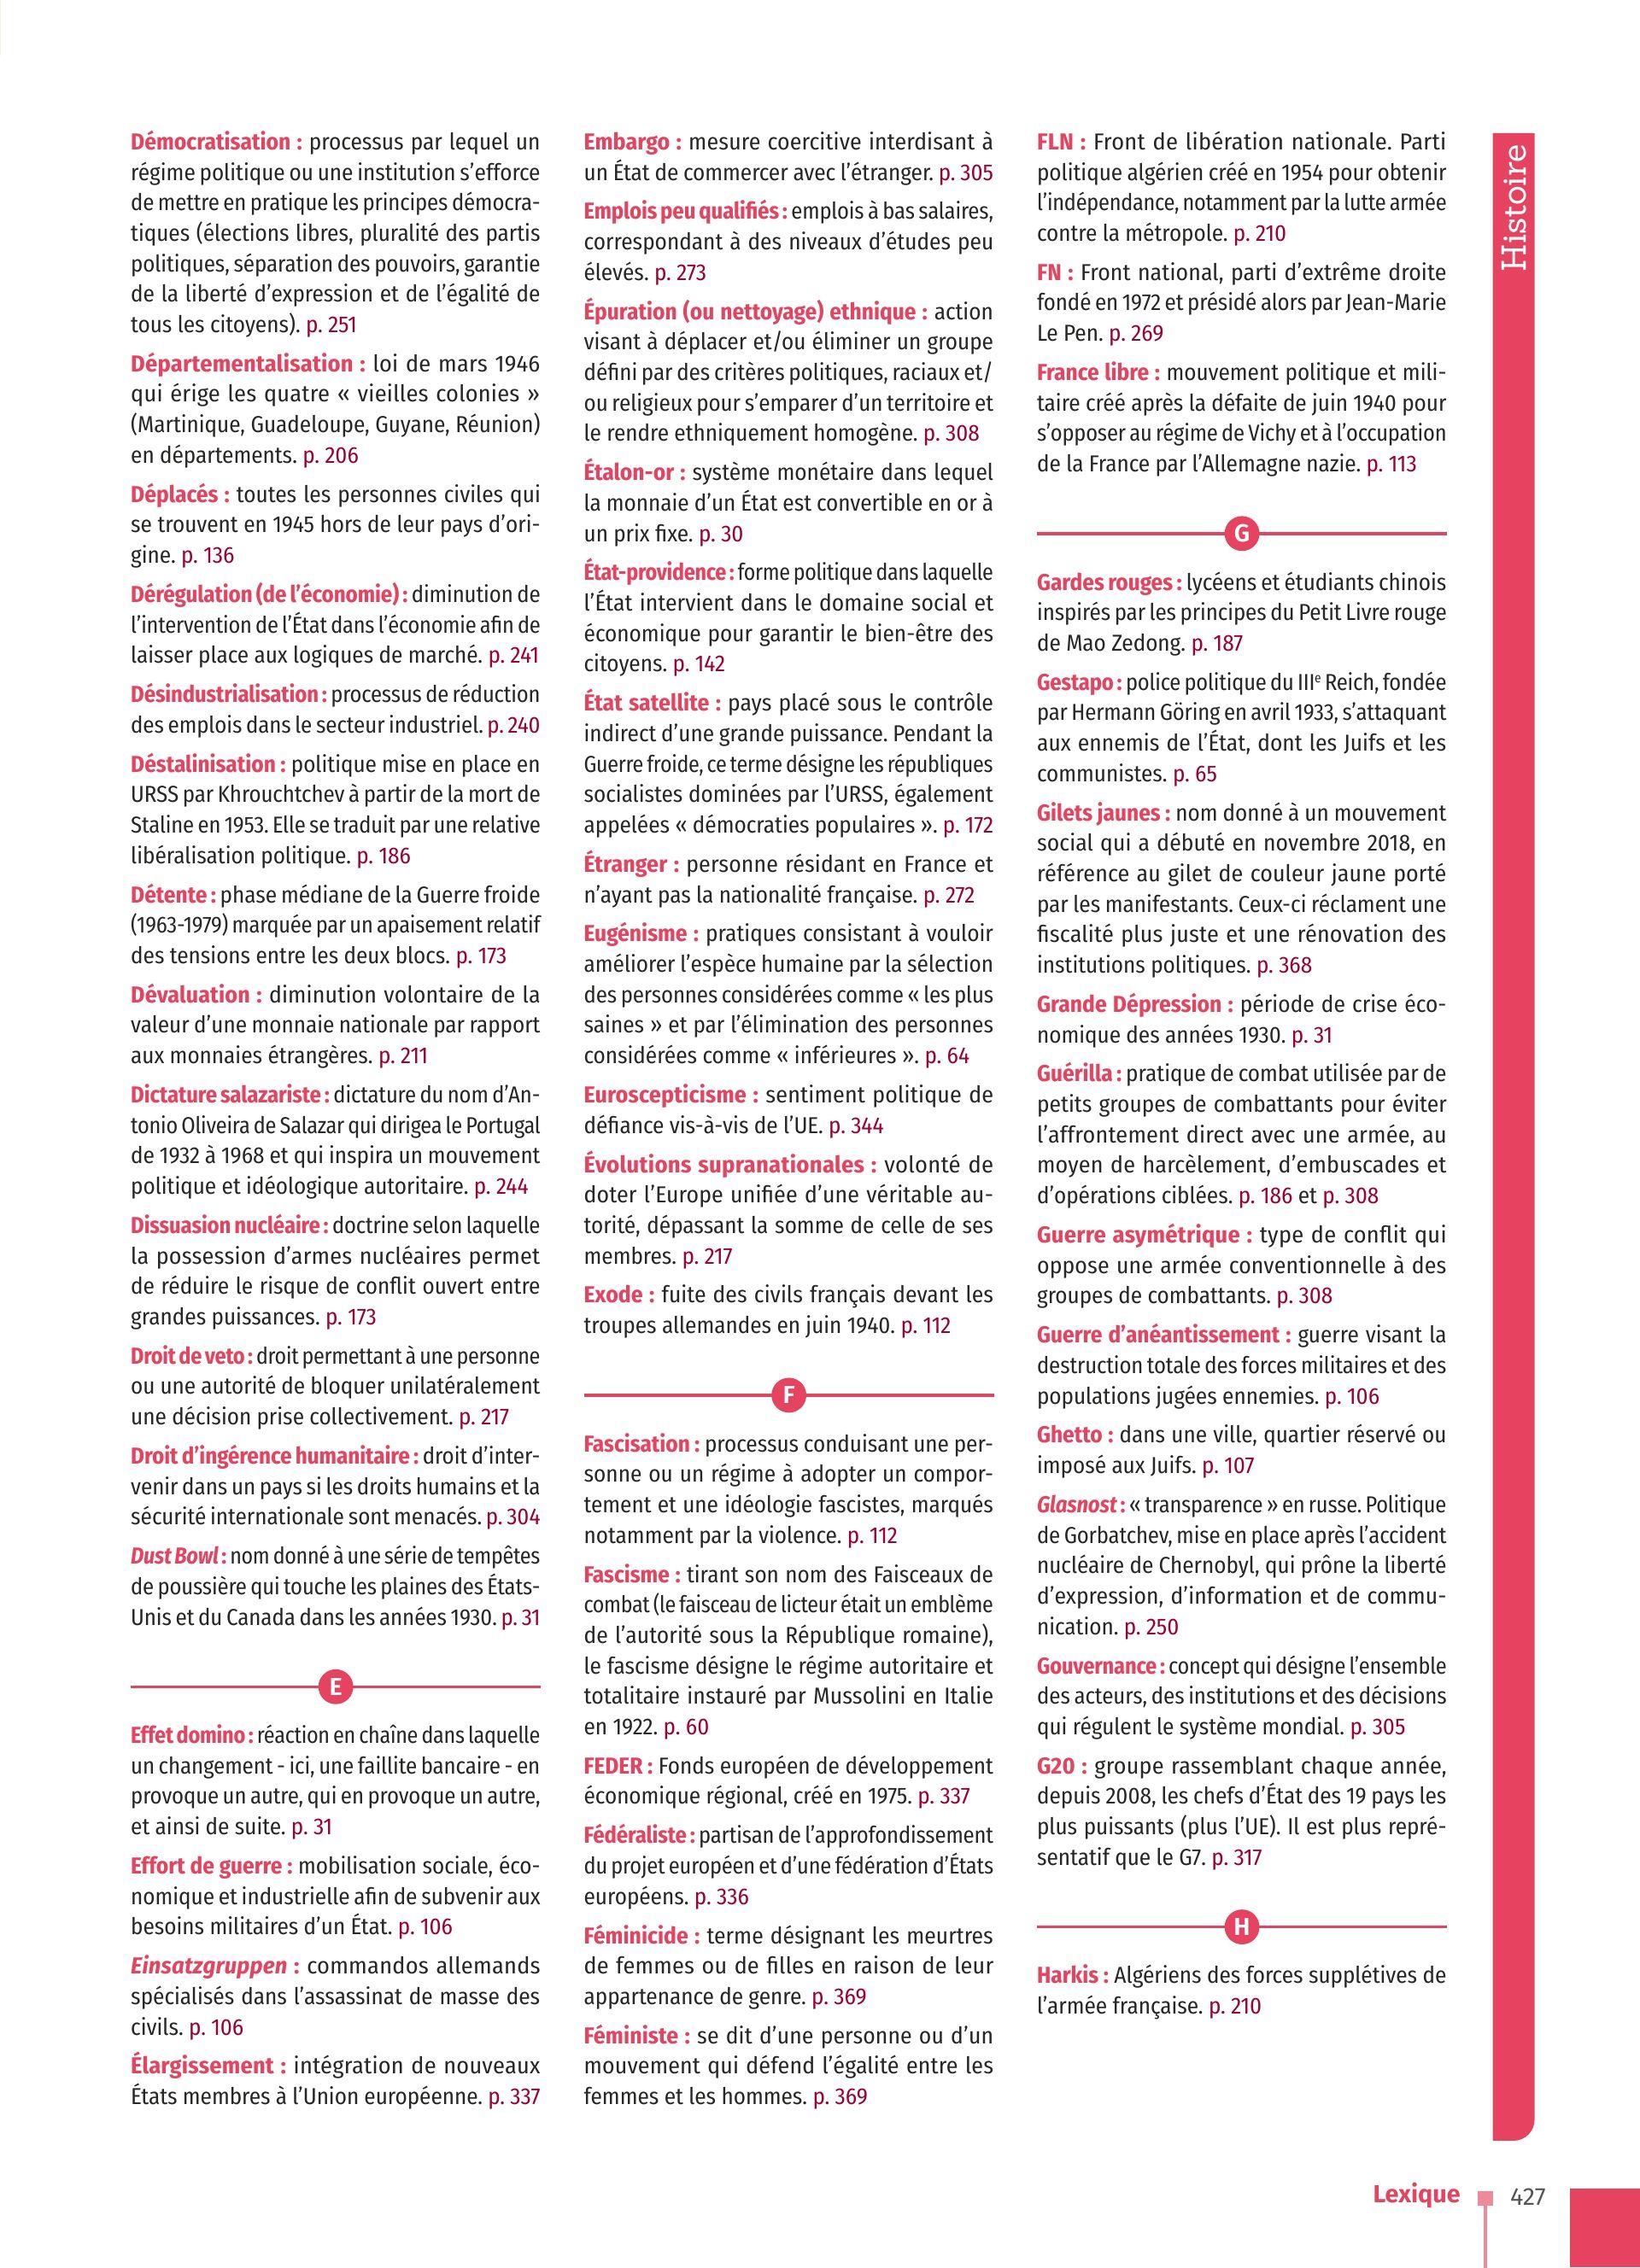 Démocratisation : processus par lequel un
régime politique ou une institution s’efforce
de mettre en pratique les principes démocra-
tiques (élections libres, pluralité des partis
politiques, séparation des pouvoirs, garantie
de la liberté d’expression et de l’égalité de
tous les citoyens). p. 251
Départementalisation : loi de mars 1946
qui érige les quatre « vieilles colonies »
(Martinique, Guadeloupe, Guyane, Réunion)
en départements. p. 206
Déplacés : toutes les personnes civiles qui
se trouvent en 1945 hors de leur pays d’ori-
gine. p. 136
Dérégulation (de l’économie) : diminution de
l’intervention de l’État dans l’économie afin de
laisser place aux logiques de marché. p. 241
Désindustrialisation : processus de réduction
des emplois dans le secteur industriel. p. 240
Déstalinisation : politique mise en place en
URSS par Khrouchtchev à partir de la mort de
Staline en 1953. Elle se traduit par une relative
libéralisation politique. p. 186
Détente : phase médiane de la Guerre froide
(1963-1979) marquée par un apaisement relatif
des tensions entre les deux blocs. p. 173
Dévaluation : diminution volontaire de la
valeur d’une monnaie nationale par rapport
aux monnaies étrangères. p. 211
Dictature salazariste : dictature du nom d’An-
tonio Oliveira de Salazar qui dirigea le Portugal
de 1932 à 1968 et qui inspira un mouvement
politique et idéologique autoritaire. p. 244
Dissuasion nucléaire : doctrine selon laquelle
la possession d’armes nucléaires permet
de réduire le risque de conflit ouvert entre
grandes puissances. p. 173
Droit de veto : droit permettant à une personne
ou une autorité de bloquer unilatéralement
une décision prise collectivement. p. 217
Droit d’ingérence humanitaire : droit d’inter-
venir dans un pays si les droits humains et la
sécurité internationale sont menacés. p. 304
Dust Bowl : nom donné à une série de tempêtes
de poussière qui touche les plaines des États-
Unis et du Canada dans les années 1930. p. 31
E
Effet domino : réaction en chaîne dans laquelle
un changement - ici, une faillite bancaire - en
provoque un autre, qui en provoque un autre,
et ainsi de suite. p. 31
Effort de guerre : mobilisation sociale, éco-
nomique et industrielle afin de subvenir aux
besoins militaires d’un État. p. 106
Einsatzgruppen : commandos allemands
spécialisés dans l’assassinat de masse des
civils. p. 106
Élargissement : intégration de nouveaux
États membres à l’Union européenne. p. 337
Embargo : mesure coercitive interdisant à
un État de commercer avec l’étranger. p. 305
Emplois peu qualifiés : emplois à bas salaires,
correspondant à des niveaux d’études peu
élevés. p. 273
Épuration (ou nettoyage) ethnique : action
visant à déplacer et/ou éliminer un groupe
défini par des critères politiques, raciaux et/
ou religieux pour s’emparer d’un territoire et
le rendre ethniquement homogène. p. 308
Étalon-or : système monétaire dans lequel
la monnaie d’un État est convertible en or à
un prix fixe. p. 30
État-providence : forme politique dans laquelle
l’État intervient dans le domaine social et
économique pour garantir le bien-être des
citoyens. p. 142
État satellite : pays placé sous le contrôle
indirect d’une grande puissance. Pendant la
Guerre froide, ce terme désigne les républiques
socialistes dominées par l’URSS, également
appelées « démocraties populaires ». p. 172
Étranger : personne résidant en France et
n’ayant pas la nationalité française. p. 272
Eugénisme : pratiques consistant à vouloir
améliorer l’espèce humaine par la sélection
des personnes considérées comme « les plus
saines » et par l’élimination des personnes
considérées comme « inférieures ». p. 64
Euroscepticisme : sentiment politique de
défiance vis-à-vis de l’UE. p. 344
Évolutions supranationales : volonté de
doter l’Europe unifiée d’une véritable au-
torité, dépassant la somme de celle de ses
membres. p. 217
Exode : fuite des civils français devant les
troupes allemandes en juin 1940. p. 112
F
Fascisation : processus conduisant une per-
sonne ou un régime à adopter un compor-
tement et une idéologie fascistes, marqués
notamment par la violence. p. 112
Fascisme : tirant son nom des Faisceaux de
combat (le faisceau de licteur était un emblème
de l’autorité sous la République romaine),
le fascisme désigne le régime autoritaire et
totalitaire instauré par Mussolini en Italie
en 1922. p. 60
FEDER : Fonds européen de développement
économique régional, créé en 1975. p. 337
Fédéraliste : partisan de l’approfondissement
du projet européen et d’une fédération d’États
européens. p. 336
Féminicide : terme désignant les meurtres
de femmes ou de filles en raison de leur
appartenance de genre. p. 369
Féministe : se dit d’une personne ou d’un
mouvement qui défend l’égalité entre les
femmes et les hommes. p. 369
FLN : Front de libération nationale. Parti
politique algérien créé en 1954 pour obtenir
l’indépendance, notamment par la lutte armée
contre la métropole. p. 210
FN : Front national, parti d’extrême droite
fondé en 1972 et présidé alors par Jean-Marie
Le Pen. p. 269
France libre : mouvement politique et mili-
taire créé après la défaite de juin 1940 pour
s’opposer au régime de Vichy et à l’occupation
de la France par l’Allemagne nazie. p. 113
G
Gardes rouges : lycéens et étudiants chinois
inspirés par les principes du Petit Livre rouge
de Mao Zedong. p. 187
Gestapo : police politique du IIIe Reich, fondée
par Hermann Göring en avril 1933, s’attaquant
aux ennemis de l’État, dont les Juifs et les
communistes. p. 65
Gilets jaunes : nom donné à un mouvement
social qui a débuté en novembre 2018, en
référence au gilet de couleur jaune porté
par les manifestants. Ceux-ci réclament une
fiscalité plus juste et une rénovation des
institutions politiques. p. 368
Grande Dépression : période de crise éco-
nomique des années 1930. p. 31
Guérilla : pratique de combat utilisée par de
petits groupes de combattants pour éviter
l’affrontement direct avec une armée, au
moyen de harcèlement, d’embuscades et
d’opérations ciblées. p. 186 et p. 308
Guerre asymétrique : type de conflit qui
oppose une armée conventionnelle à des
groupes de combattants. p. 308
Guerre d’anéantissement : guerre visant la
destruction totale des forces militaires et des
populations jugées ennemies. p. 106
Ghetto : dans une ville, quartier réservé ou
imposé aux Juifs. p. 107
Glasnost : « transparence » en russe. Politique
de Gorbatchev, mise en place après l’accident
nucléaire de Chernobyl, qui prône la liberté
d’expression, d’information et de commu-
nication. p. 250
Gouvernance : concept qui désigne l’ensemble
des acteurs, des institutions et des décisions
qui régulent le système mondial. p. 305
G20 : groupe rassemblant chaque année,
depuis 2008, les chefs d’État des 19 pays les
plus puissants (plus l’UE). Il est plus repré-
sentatif que le G7. p. 317
H
Harkis : Algériens des forces supplétives de
l’armée française. p. 210
Histoire
Lexique 427